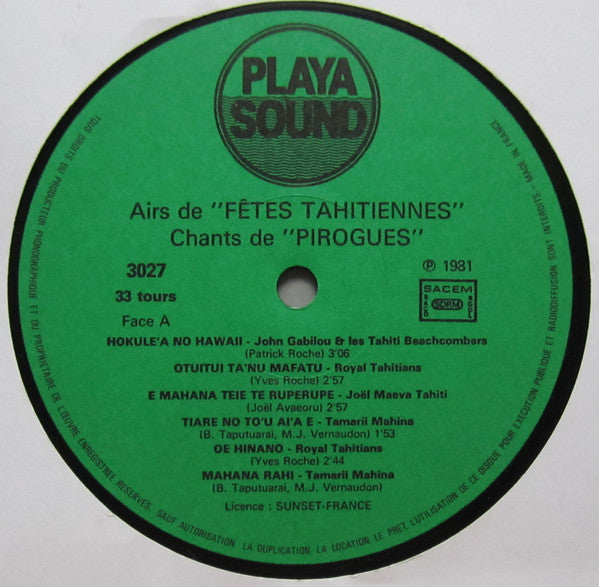 PLAYA
SOUND
Airs de "FÊTES TAHITIENNES"
Chants de "PIROGUES"
3027
℗ 1981
33 tours
SACEM
SACD SDRM SGDL
Face A
HOKULE'A NO HAWAII - John Gabilou & les Tahiti Beachcombers
(Patrick Roche) 3'06
OTUITUI TA'NU MAFATU - Royal Tahitians
(Yves Roche) 2'57
E MAHANA TEIE TE RUPERUPE - Joël Maeva Tahiti
(Joël Avaeoru) 2'57
TIARE NO TO'U AI'A E - Tamarii Mahina
(B. Taputuarai, M.J. Vernaudon) 1'53
OE HINANO - Royal Tahitians
(Yves Roche) 2'44
MAHANA RAHI - Tamarii Mahina
(B. Taputuarai, M.J. Vernaudon)
Licence : SUNSET-FRANCE
TOUS DROITS DU PRODUCTEUR PHONOGRAPHIQUE ET DU PROPRIETAIRE DE L'ŒUVRE ENREGISTREE RESERVES, SAUF AUTORISATION, LA DUPLICATION, LA LOCATION, LE PRET, L'UTILISATION DE CE DISQUE POUR EXECUTION PUBLIQUE ET RADIODIFFUSION SONT INTERDITS - MADE IN FRANCE